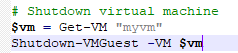 # Shutdown virtual machine
$vm = Get-VM "myvm"
Shutdown-VMGuest -VM $vm